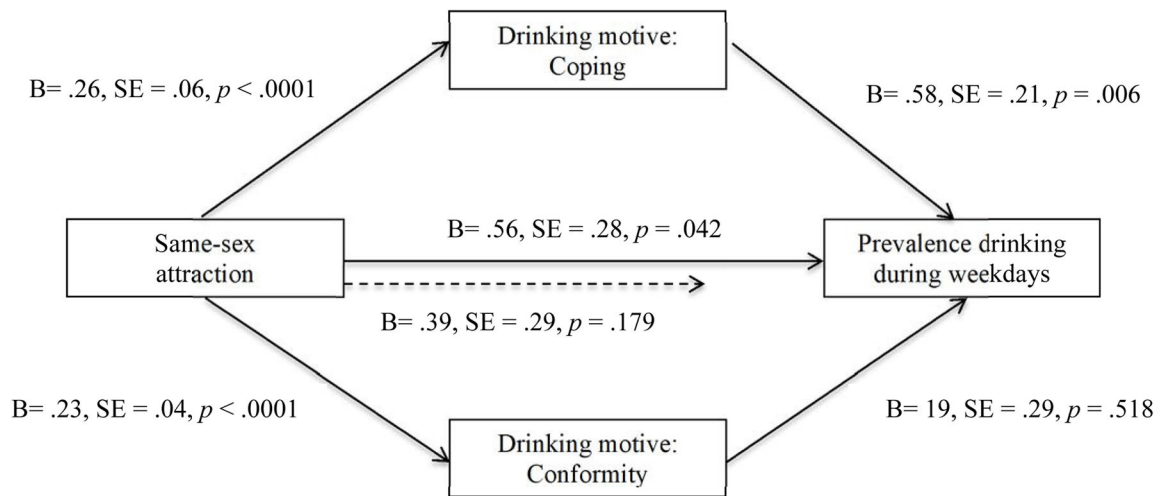 Drinking motive:
Coping
B= .26, SE = .06, p < .0001
B= .58, SE = .21, p = .006
Same-sex
attraction
B= .56, SE = .28, p = .042
Prevalence drinking
during weekdays
B= .39, SE = .29, p = .179
B= .23, SE = .04, p < .0001
B= 19, SE = .29, p = .518
Drinking motive:
Conformity